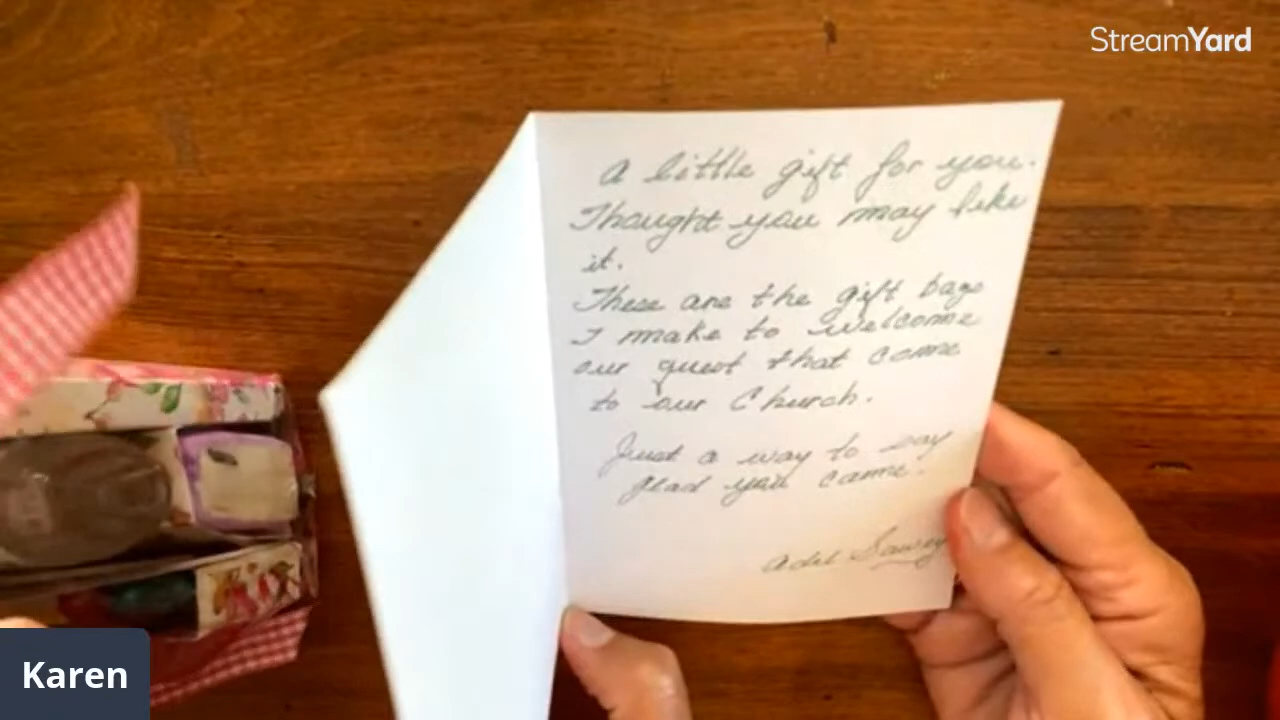 A little gift for you.
Thought you may like
it.
These are the gift bags
I make to welcome
our guest that come
to our Church.
Just a way to say
glad you came.
StreamYard
Karen